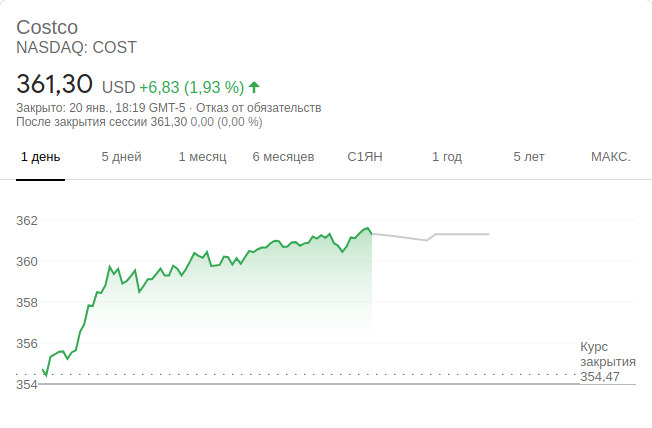 Costco
NASDAQ: COST
361,30 USD +6,83 (1,93 %)
Закрыто: 20 янв., 18:19 GMT-5 · Отказ от обязательств
После закрытия сессии 361,30 0,00 (0,00 %)
1 день 5 дней 1 месяц 6 месяцев С1ЯН 1 год 5 лет МАКС.
362
360
358
356
354
Курс
закрытия
354,47